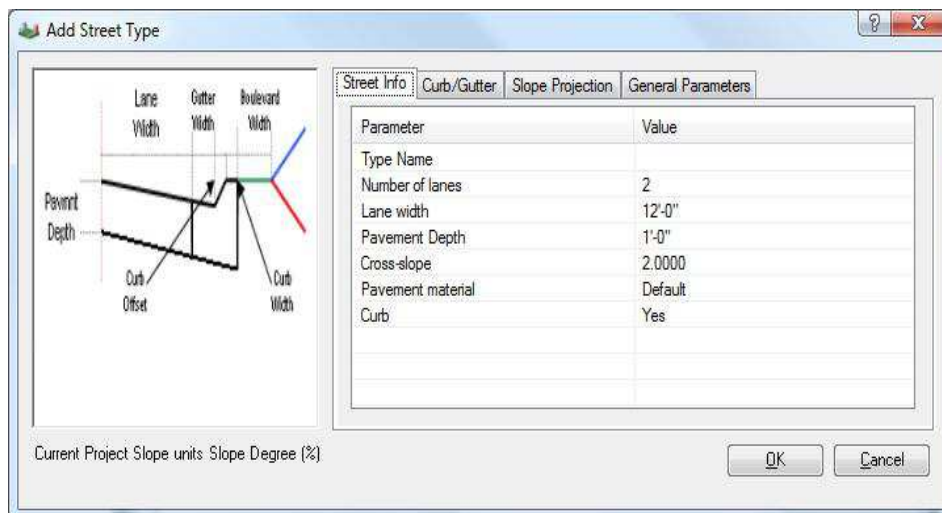 Add Street Type
Lane Width
Gutter Width
Boulevard Width
Pavmnt Depth
Curb Offset
Curb Width
Street Info
Curb/Gutter
Slope Projection
General Parameters
Parameter Value
Type Name
Number of lanes 2
Lane width 12'-0"
Pavement Depth 1'-0"
Cross-slope 2.0000
Pavement material Default
Curb Yes
Current Project Slope units Slope Degree (%)
OK
Cancel